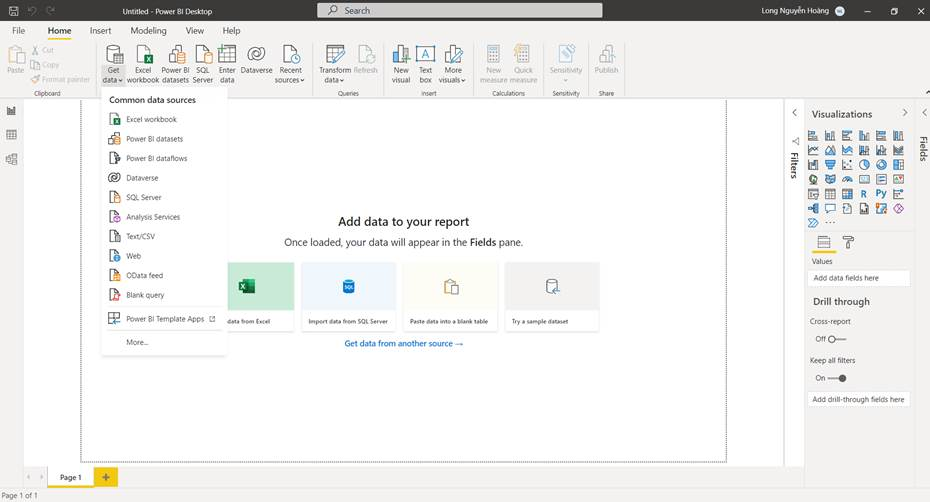 Untitled - Power BI Desktop
Search
Long Nguyễn Hoàng
File
Home
Insert
Modeling
View
Help
Paste
Cut
Copy
Format painter
Clipboard
Get data
Excel workbook
Power BI datasets
SQL Server
Enter data
Dataverse
Recent sources
Transform data
Refresh
Queries
New visual
Text box
More visuals
Insert
New measure
Quick measure
Calculations
Sensitivity
Sensitivity
Publish
Share
Common data sources
Excel workbook
Power BI datasets
Power BI dataflows
Dataverse
SQL Server
Analysis Services
Text/CSV
Web
OData feed
Blank query
Power BI Template Apps
More...
Add data to your report
Once loaded, your data will appear in the Fields pane.
data from Excel
Import data from SQL Server
Paste data into a blank table
Try a sample dataset
Get data from another source →
Filters
Visualizations
R
Py
...
Values
Add data fields here
Drill through
Cross-report
Off
Keep all filters
On
Add drill-through fields here
Fields
Page 1
+
Page 1 of 1